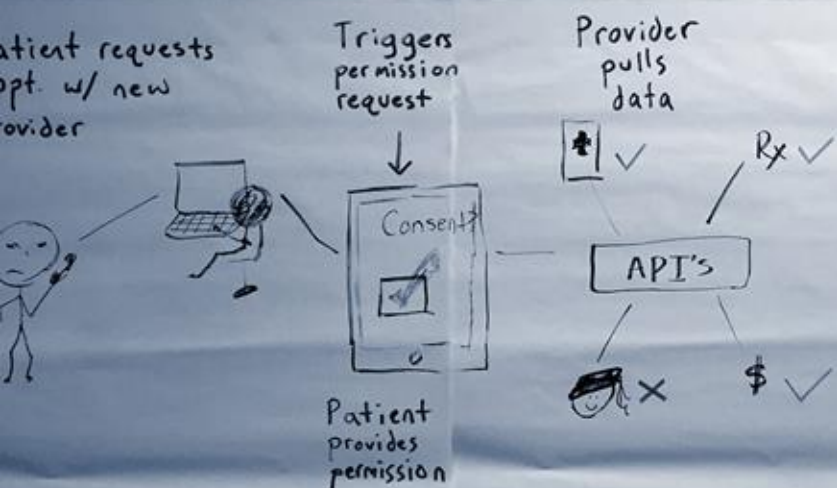 atient requests
ppt. w/ new
rovider
Triggers
permission
request
Provider
pulls
data
Consent?
Rx
API's
$
Patient
provides
permission